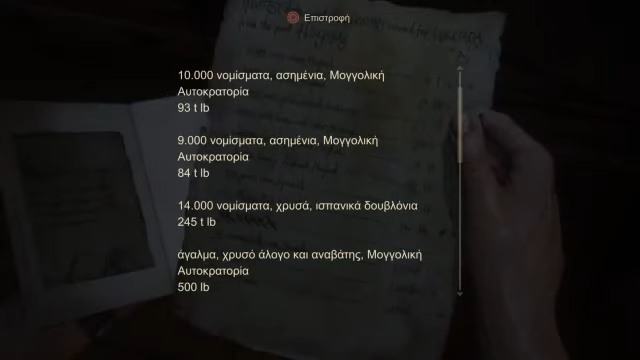 Επιστροφή
10.000 νομίσματα, ασημένια, Μογγολική
Αυτοκρατορία
93 t lb
9.000 νομίσματα, ασημένια, Μογγολική
Αυτοκρατορία
84 t lb
14.000 νομίσματα, χρυσά, ισπανικά δουβλόνια
245 t lb
άγαλμα, χρυσό άλογο και αναβάτης, Μογγολική
Αυτοκρατορία
500 lb